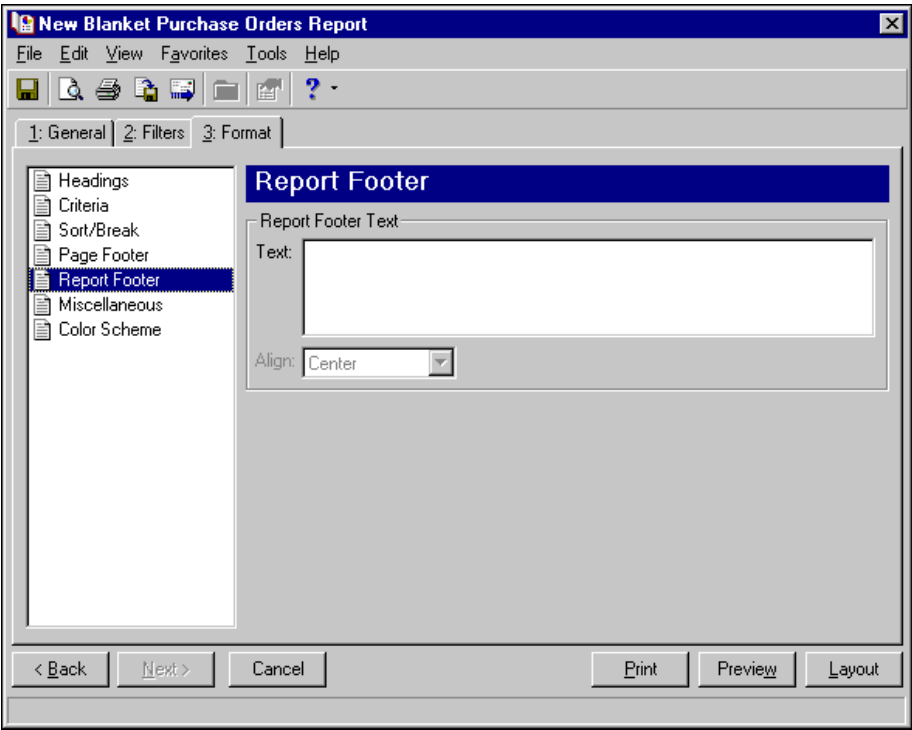 New Blanket Purchase Orders Report
File Edit View Favorites Tools Help
?
1: General 2: Filters 3: Format
Headings
Criteria
Sort/Break
Page Footer
Report Footer
Miscellaneous
Color Scheme
Report Footer
Report Footer Text
Text:
Align: Center
< Back Next > Cancel Print Preview Layout